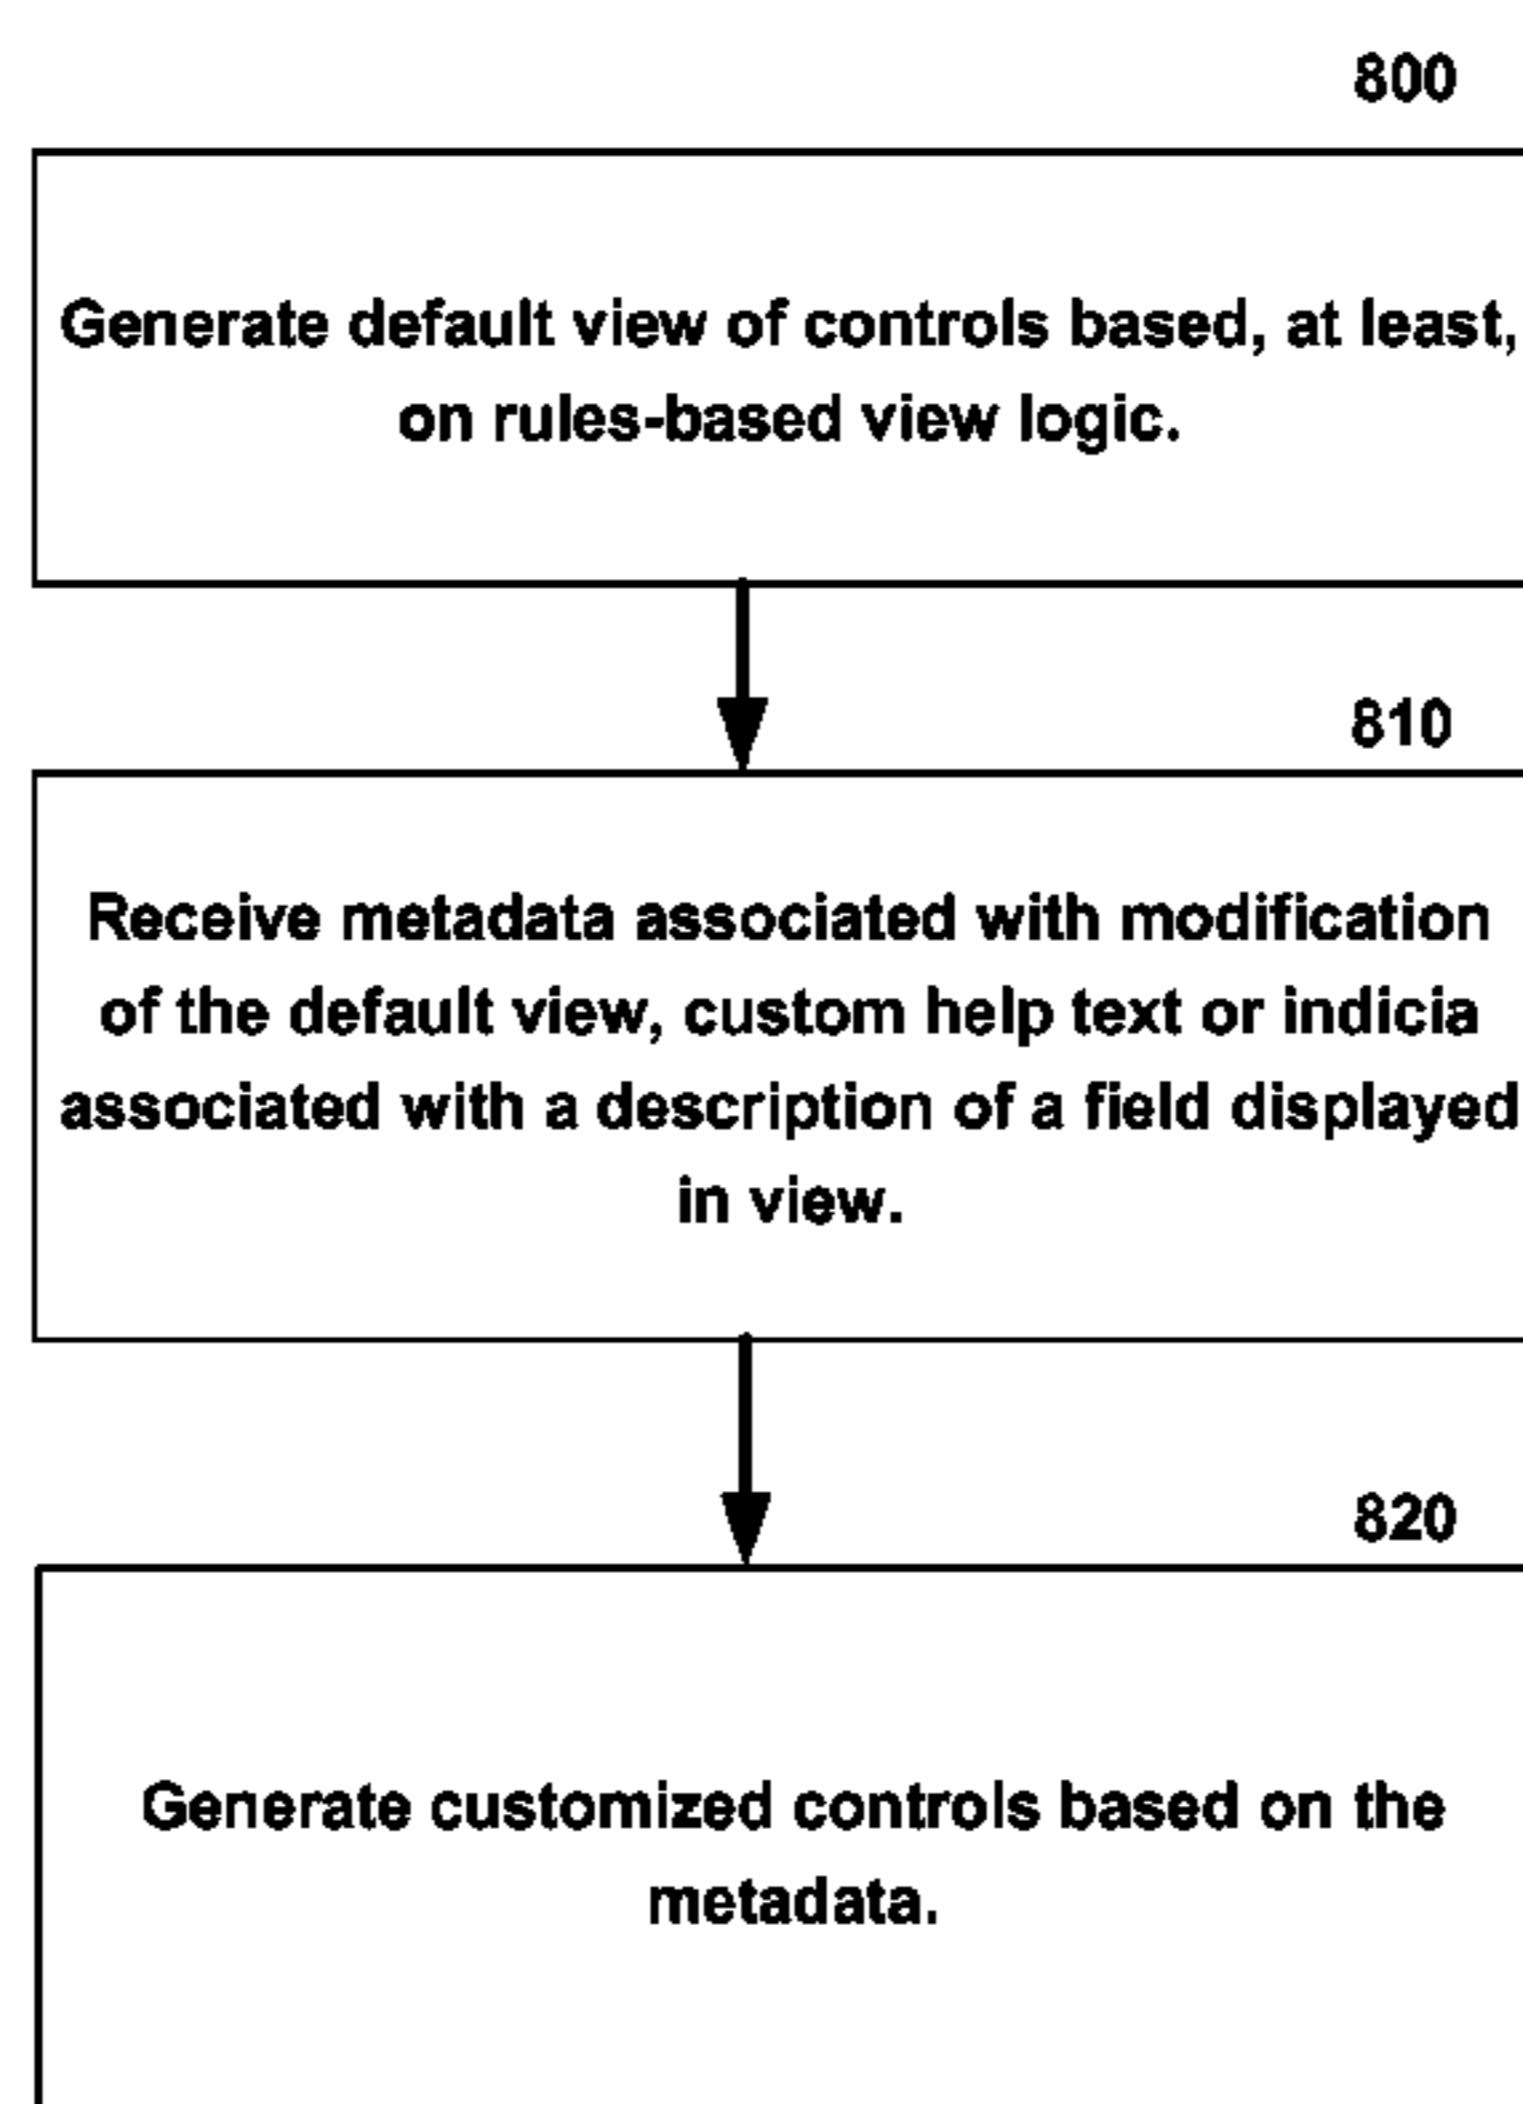 800
Generate default view of controls based, at least,
on rules-based view logic.
810
Receive metadata associated with modification
of the default view, custom help text or indicia
associated with a description of a field displayed
in view.
820
Generate customized controls based on the
metadata.